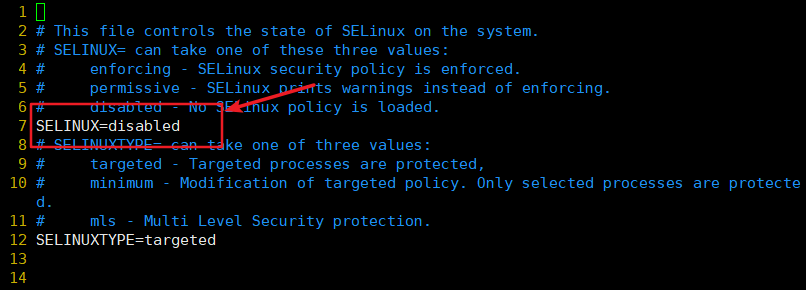 1
2 # This file controls the state of SELinux on the system.
3 # SELINUX= can take one of these three values:
4 #     enforcing - SELinux security policy is enforced.
5 #     permissive - SELinux prints warnings instead of enforcing.
6 #     disabled - No SELinux policy is loaded.
7 SELINUX=disabled
8 # SELINUXTYPE= can take one of three values:
9 #     targeted - Targeted processes are protected,
10 #     minimum - Modification of targeted policy. Only selected processes are protecte
d.
11 #     mls - Multi Level Security protection.
12 SELINUXTYPE=targeted
13
14